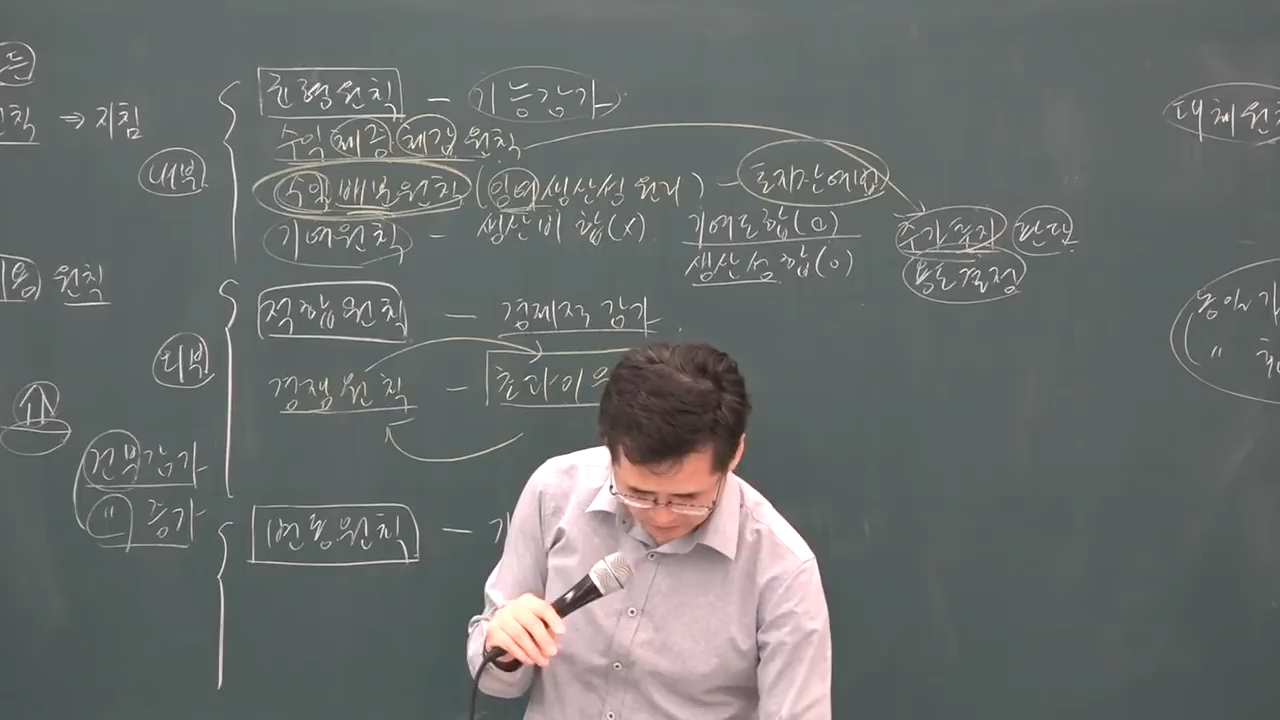 ⇒ 지침
내부
균형원칙 — 기능감가
수익체증체감 원칙
수익배분원칙 (잉여생산성 원리) — 토지잔여법
기여원칙 — 생산비 합(X) 기여도합(O)
생산성 합(O)
추가투자 판단
용도결정
외부
적합원칙 — 경제적 감가
경쟁원칙 — 초과이윤
변동원칙 —
원칙
전부감가
〃 증가
대체원칙
동일가
〃